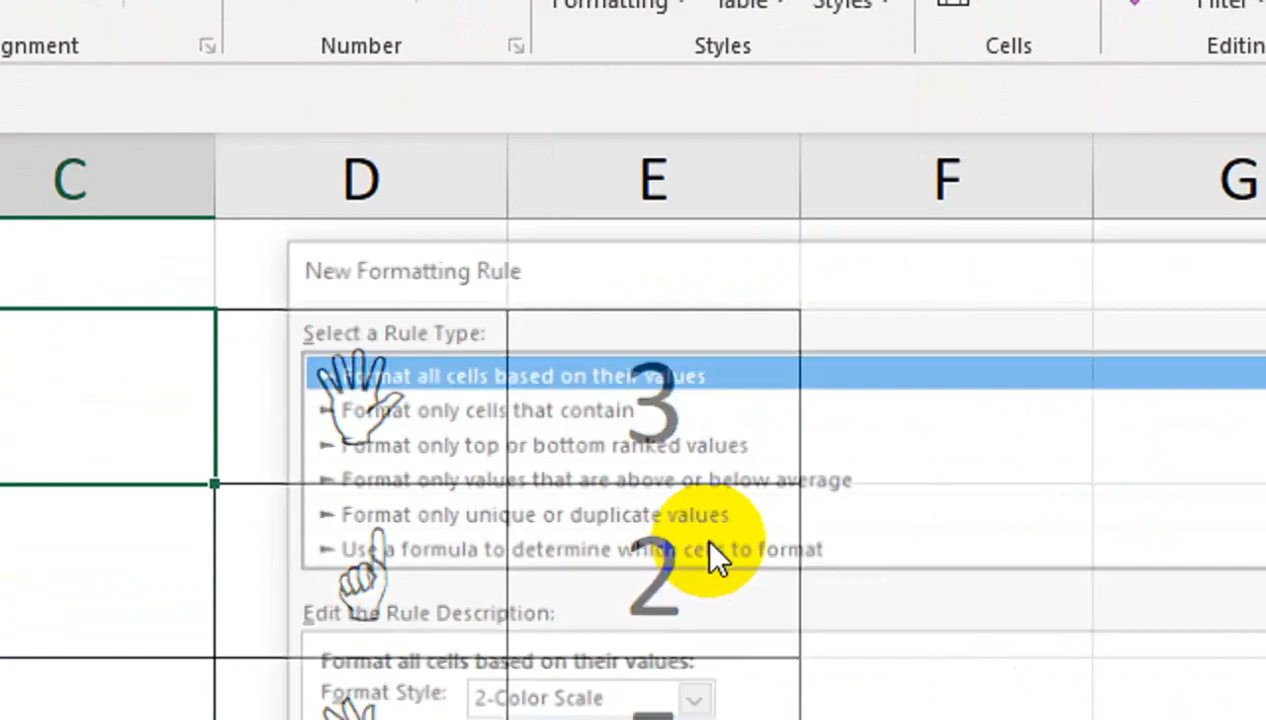 Formatting Table Styles Filter
gnment Number Styles Cells Editin
C D E F G
New Formatting Rule
Select a Rule Type:
Format all cells based on their values
3
► Format only cells that contain
► Format only top or bottom ranked values
► Format only values that are above or below average
► Format only unique or duplicate values
► Use a formula to determine which cells to format
2
Edit the Rule Description:
Format all cells based on their values:
Format Style: 2-Color Scale